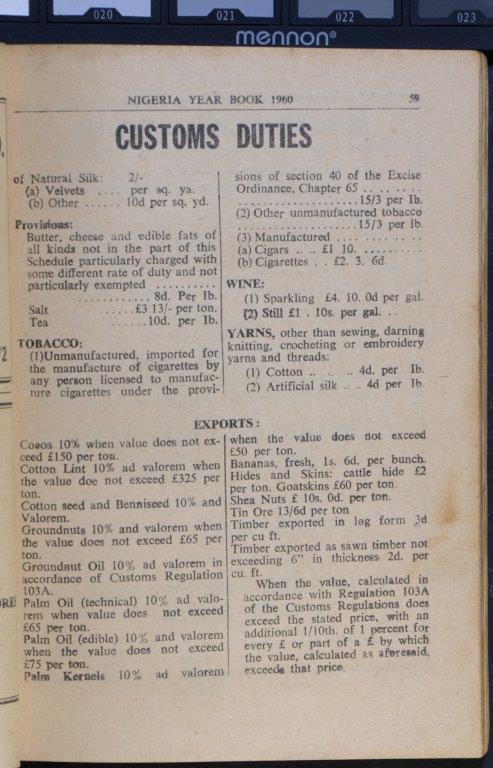 020
021
022
023
mennon®
NIGERIA YEAR BOOK 1960
59
CUSTOMS DUTIES
of Natural Silk: 2/-
(a) Velvets .... per sq. ya.
(b) Other ...... 10d per sq. yd.
Provisions:
Butter, cheese and edible fats of
all kinds not in the part of this
Schedule particularly charged with
some different rate of duty and not
particularly exempted ..........
............ 8d. Per lb.
Salt ......£3 13/- per ton.
Tea ......10d. per lb.
TOBACCO:
(1)Unmanufactured, imported for
the manufacture of cigarettes by
any person licensed to manufac-
ture cigarettes under the provi-
sions of section 40 of the Excise
Ordinance, Chapter 65 .. .. .. ..
....................15/3 per lb.
(2) Other unmanufactured tobacco
....................15/3 per lb.
(3) Manufactured .... .. .. .. ..
(a) Cigars .. .. £1 10. ..........
(b) Cigarettes . . £2. 3. 6d.
WINE:
(1) Sparkling £4. 10. 0d per gal.
(2) Still £1 . 10s. per gal. ..
YARNS, other than sewing, darning
knitting, crocheting or embroidery
yarns and threads:
(1) Cotton .. .. .. 4d. per lb.
(2) Artificial silk .. .. 4d per lb
EXPORTS :
Cocoa 10% when value does not ex-
ceed £150 per ton.
Cotton Lint 10% ad valorem when
the value doe not exceed £325 per
ton.
Cotton seed and Benniseed 10% and
Valorem.
Groundnuts 10% and valorem when
the value does not exceed £65 per
ton.
Groundnut Oil 10% ad valorem in
accordance of Customs Regulation
103A.
Palm Oil (technical) 10% ad valo-
rem when value does not exceed
£65 per ton.
Palm Oil (edible) 10% and valorem
when the value does not exceed
£75 per ton.
Palm Kernels 10% ad valorem
when the value does not exceed
£50 per ton.
Bananas, fresh, 1s. 6d. per bunch.
Hides and Skins: cattle hide £2
per ton. Goatskins £60 per ton.
Shea Nuts £ 10s. 0d. per ton.
Tin Ore 13/6d per ton
Timber exported in log form 3d
per cu ft.
Timber exported as sawn timber not
exceeding 6" in thickness 2d. per
cu. ft.
When the value, calculated in
accordance with Regulation 103A
of the Customs Regulations does
exceed the stated price, with an
additional 1/10th. of 1 percent for
every £ or part of a £ by which
the value, calculated as aforesaid,
exceeds that price.